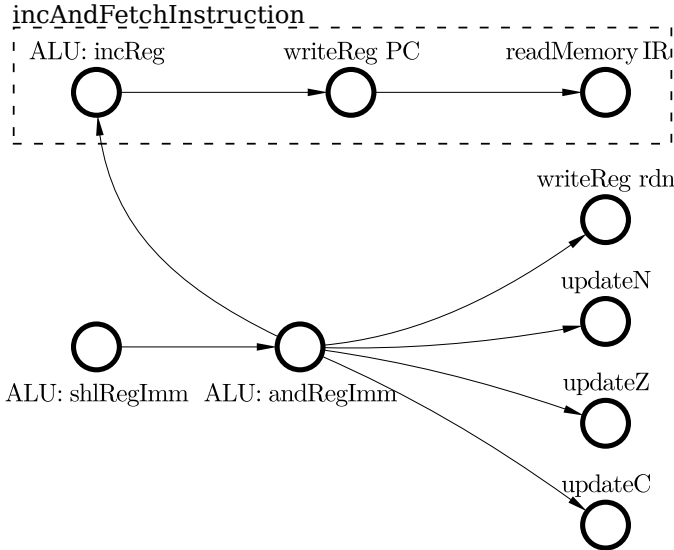 incAndFetchInstruction
ALU: incReg
writeReg PC
readMemory IR
writeReg rdn
updateN
updateZ
updateC
ALU: shlRegImm
ALU: andRegImm